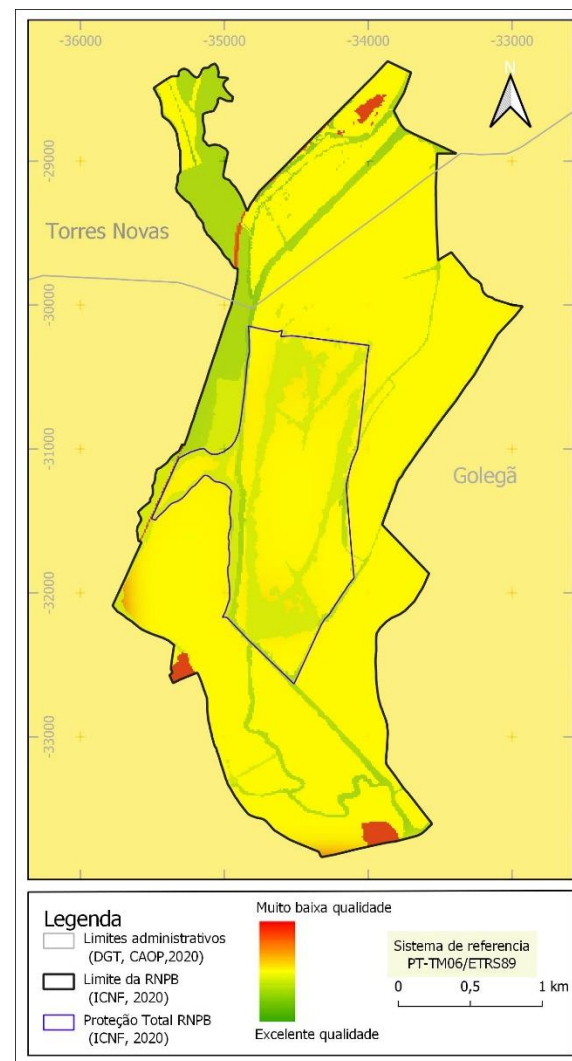 -36000
-35000
-34000
-33000
N
-29000
Torres Novas
-30000
-31000
Golegã
-32000
-33000
Legenda
Limites administrativos
(DGT, CAOP,2020)
Limite da RNPB
(ICNF, 2020)
Proteção Total RNPB
(ICNF, 2020)
Muito baixa qualidade
Excelente qualidade
Sistema de referencia
PT-TM06/ETRS89
0 0,5 1 km